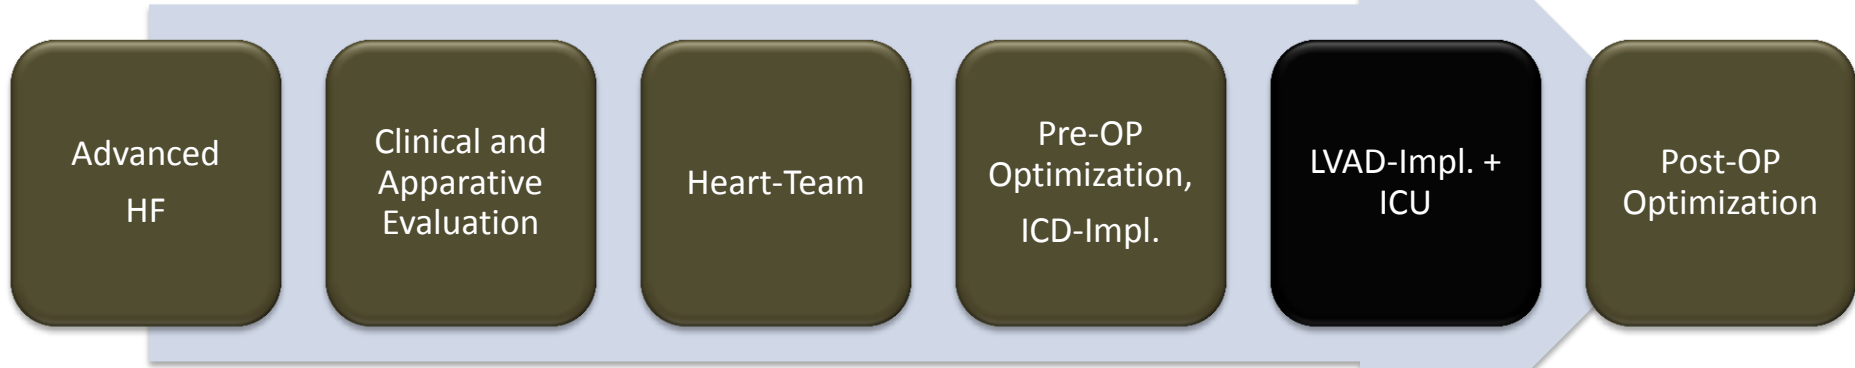 Advanced
HF
Clinical and
Apparative
Evaluation
Heart-Team
Pre-OP
Optimization,
ICD-Impl.
LVAD-Impl. +
ICU
Post-OP
Optimization